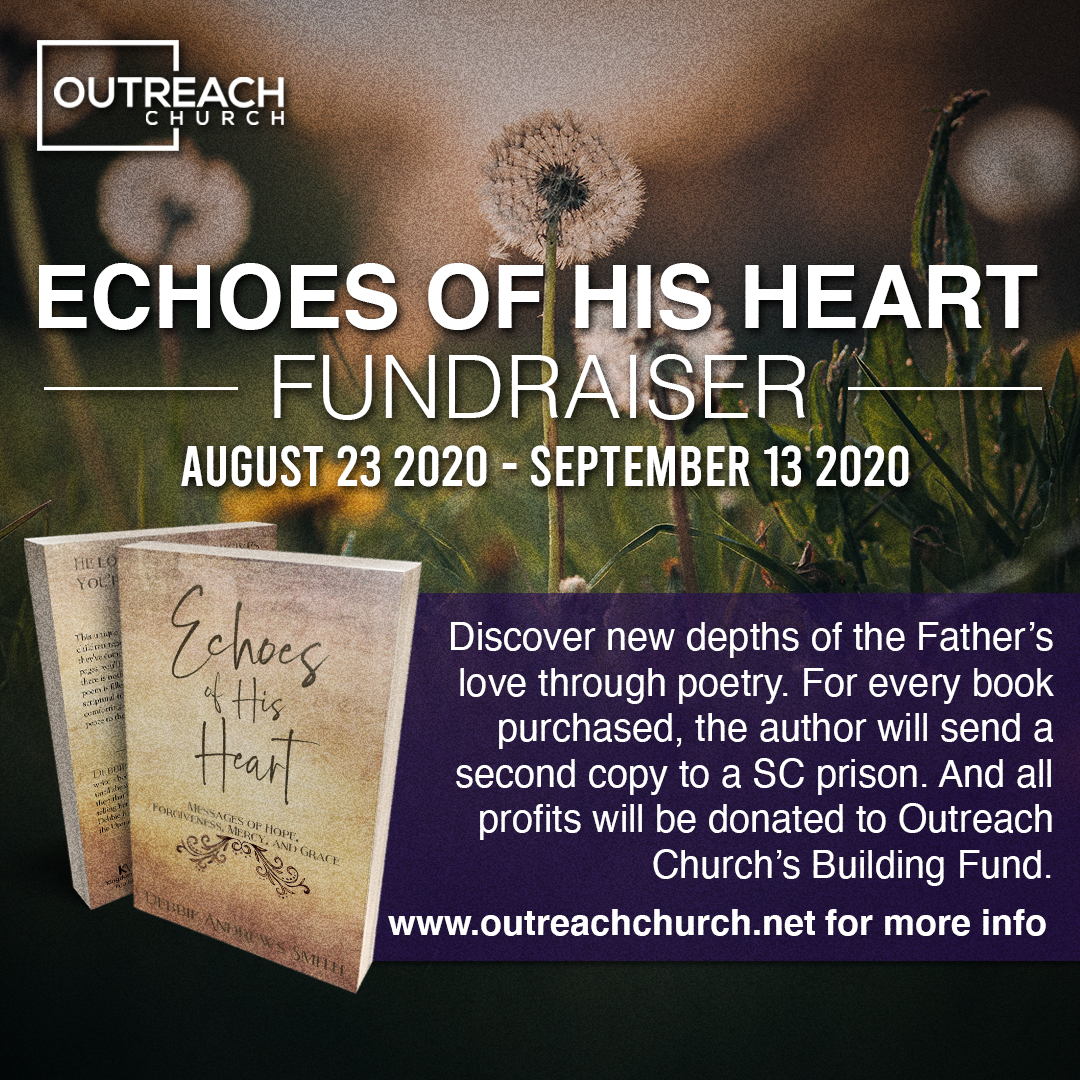 OUTREACH
CHURCH
ECHOES OF HIS HEART
FUNDRAISER
AUGUST 23 2020 - SEPTEMBER 13 2020
HE LO
Echoes
of His
Heart
MESSAGES OF HOPE,
FORGIVENESS, MERCY, AND GRACE
DEBBIE ANDREWS SMITH
Discover new depths of the Father's
love through poetry. For every book
purchased, the author will send a
second copy to a SC prison. And all
profits will be donated to Outreach
Church's Building Fund.
www.outreachchurch.net for more info